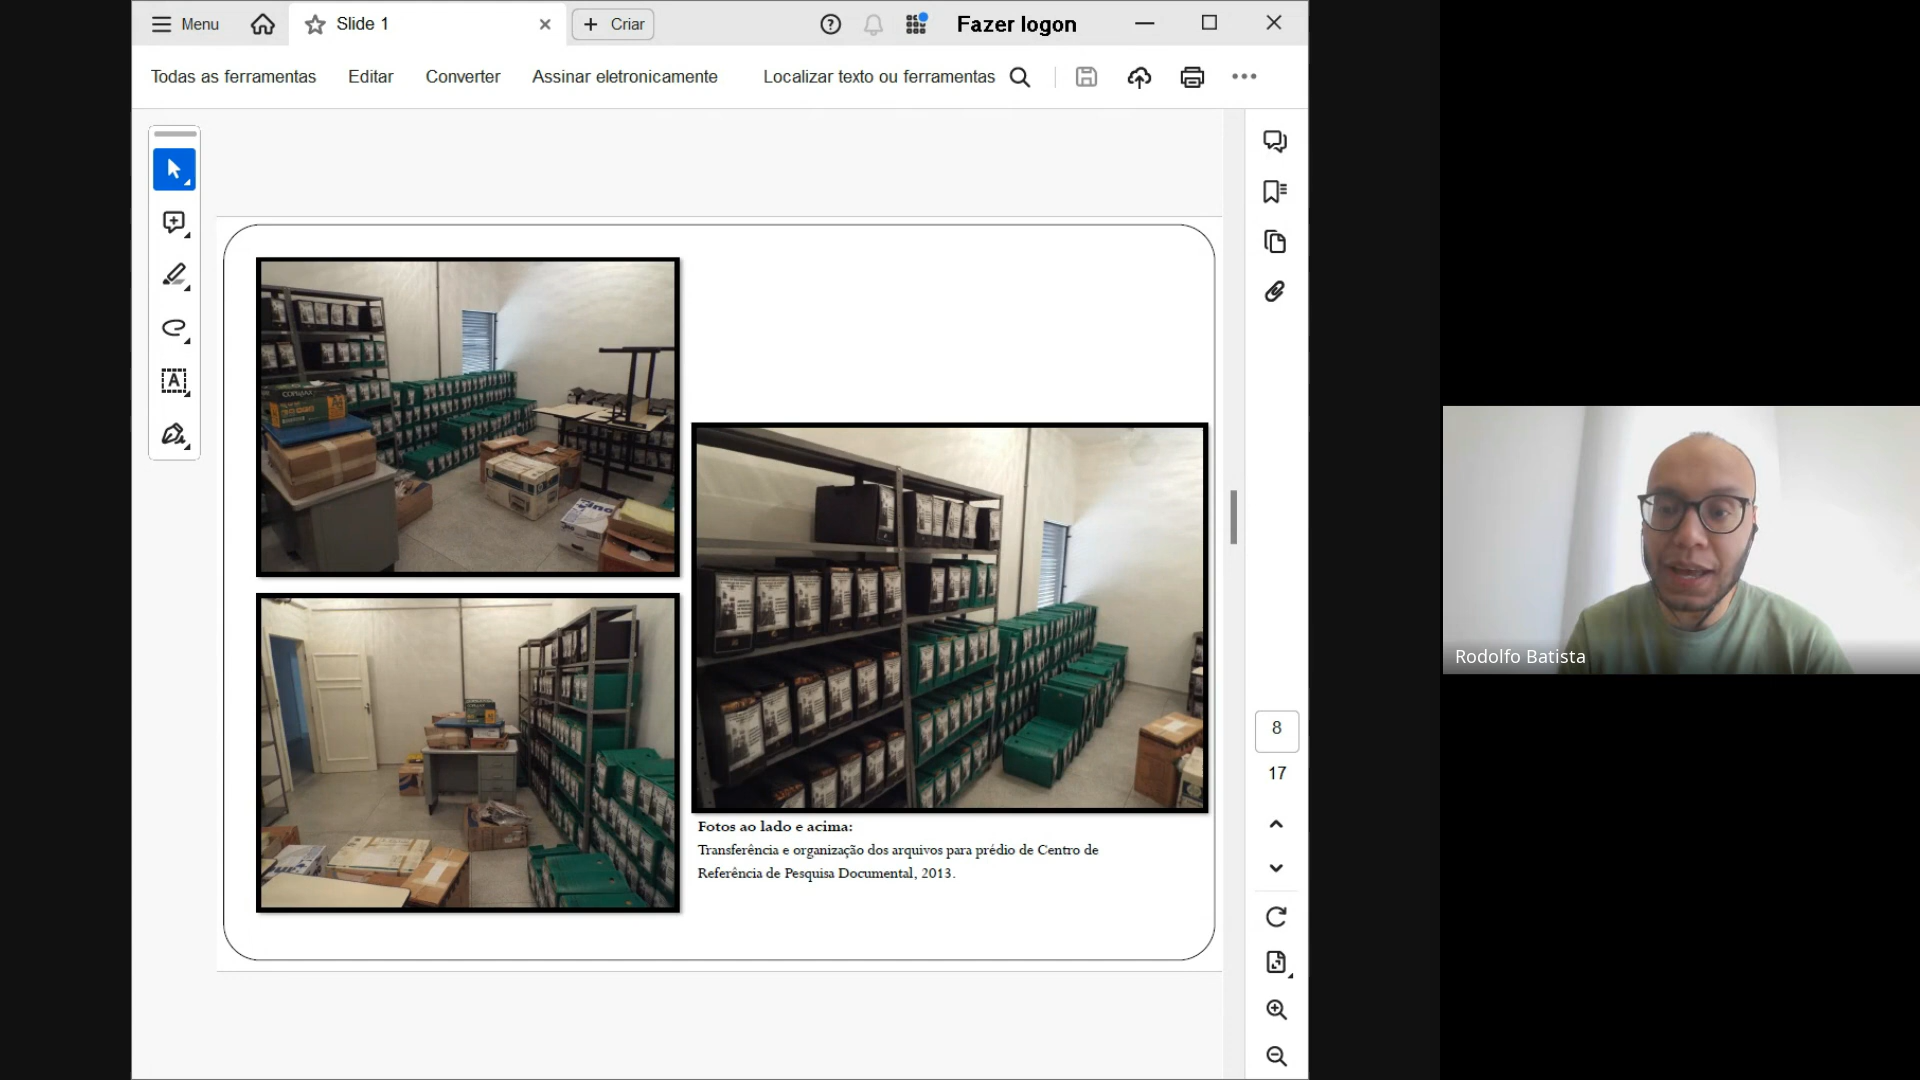 Menu
Slide 1
Criar
Fazer logon
Todas as ferramentas
Editar
Converter
Assinar eletronicamente
Localizar texto ou ferramentas
A
Fotos ao lado e acima:
Transferência e organização dos arquivos para prédio de Centro de
Referência de Pesquisa Documental, 2013.
8
17
Rodolfo Batista